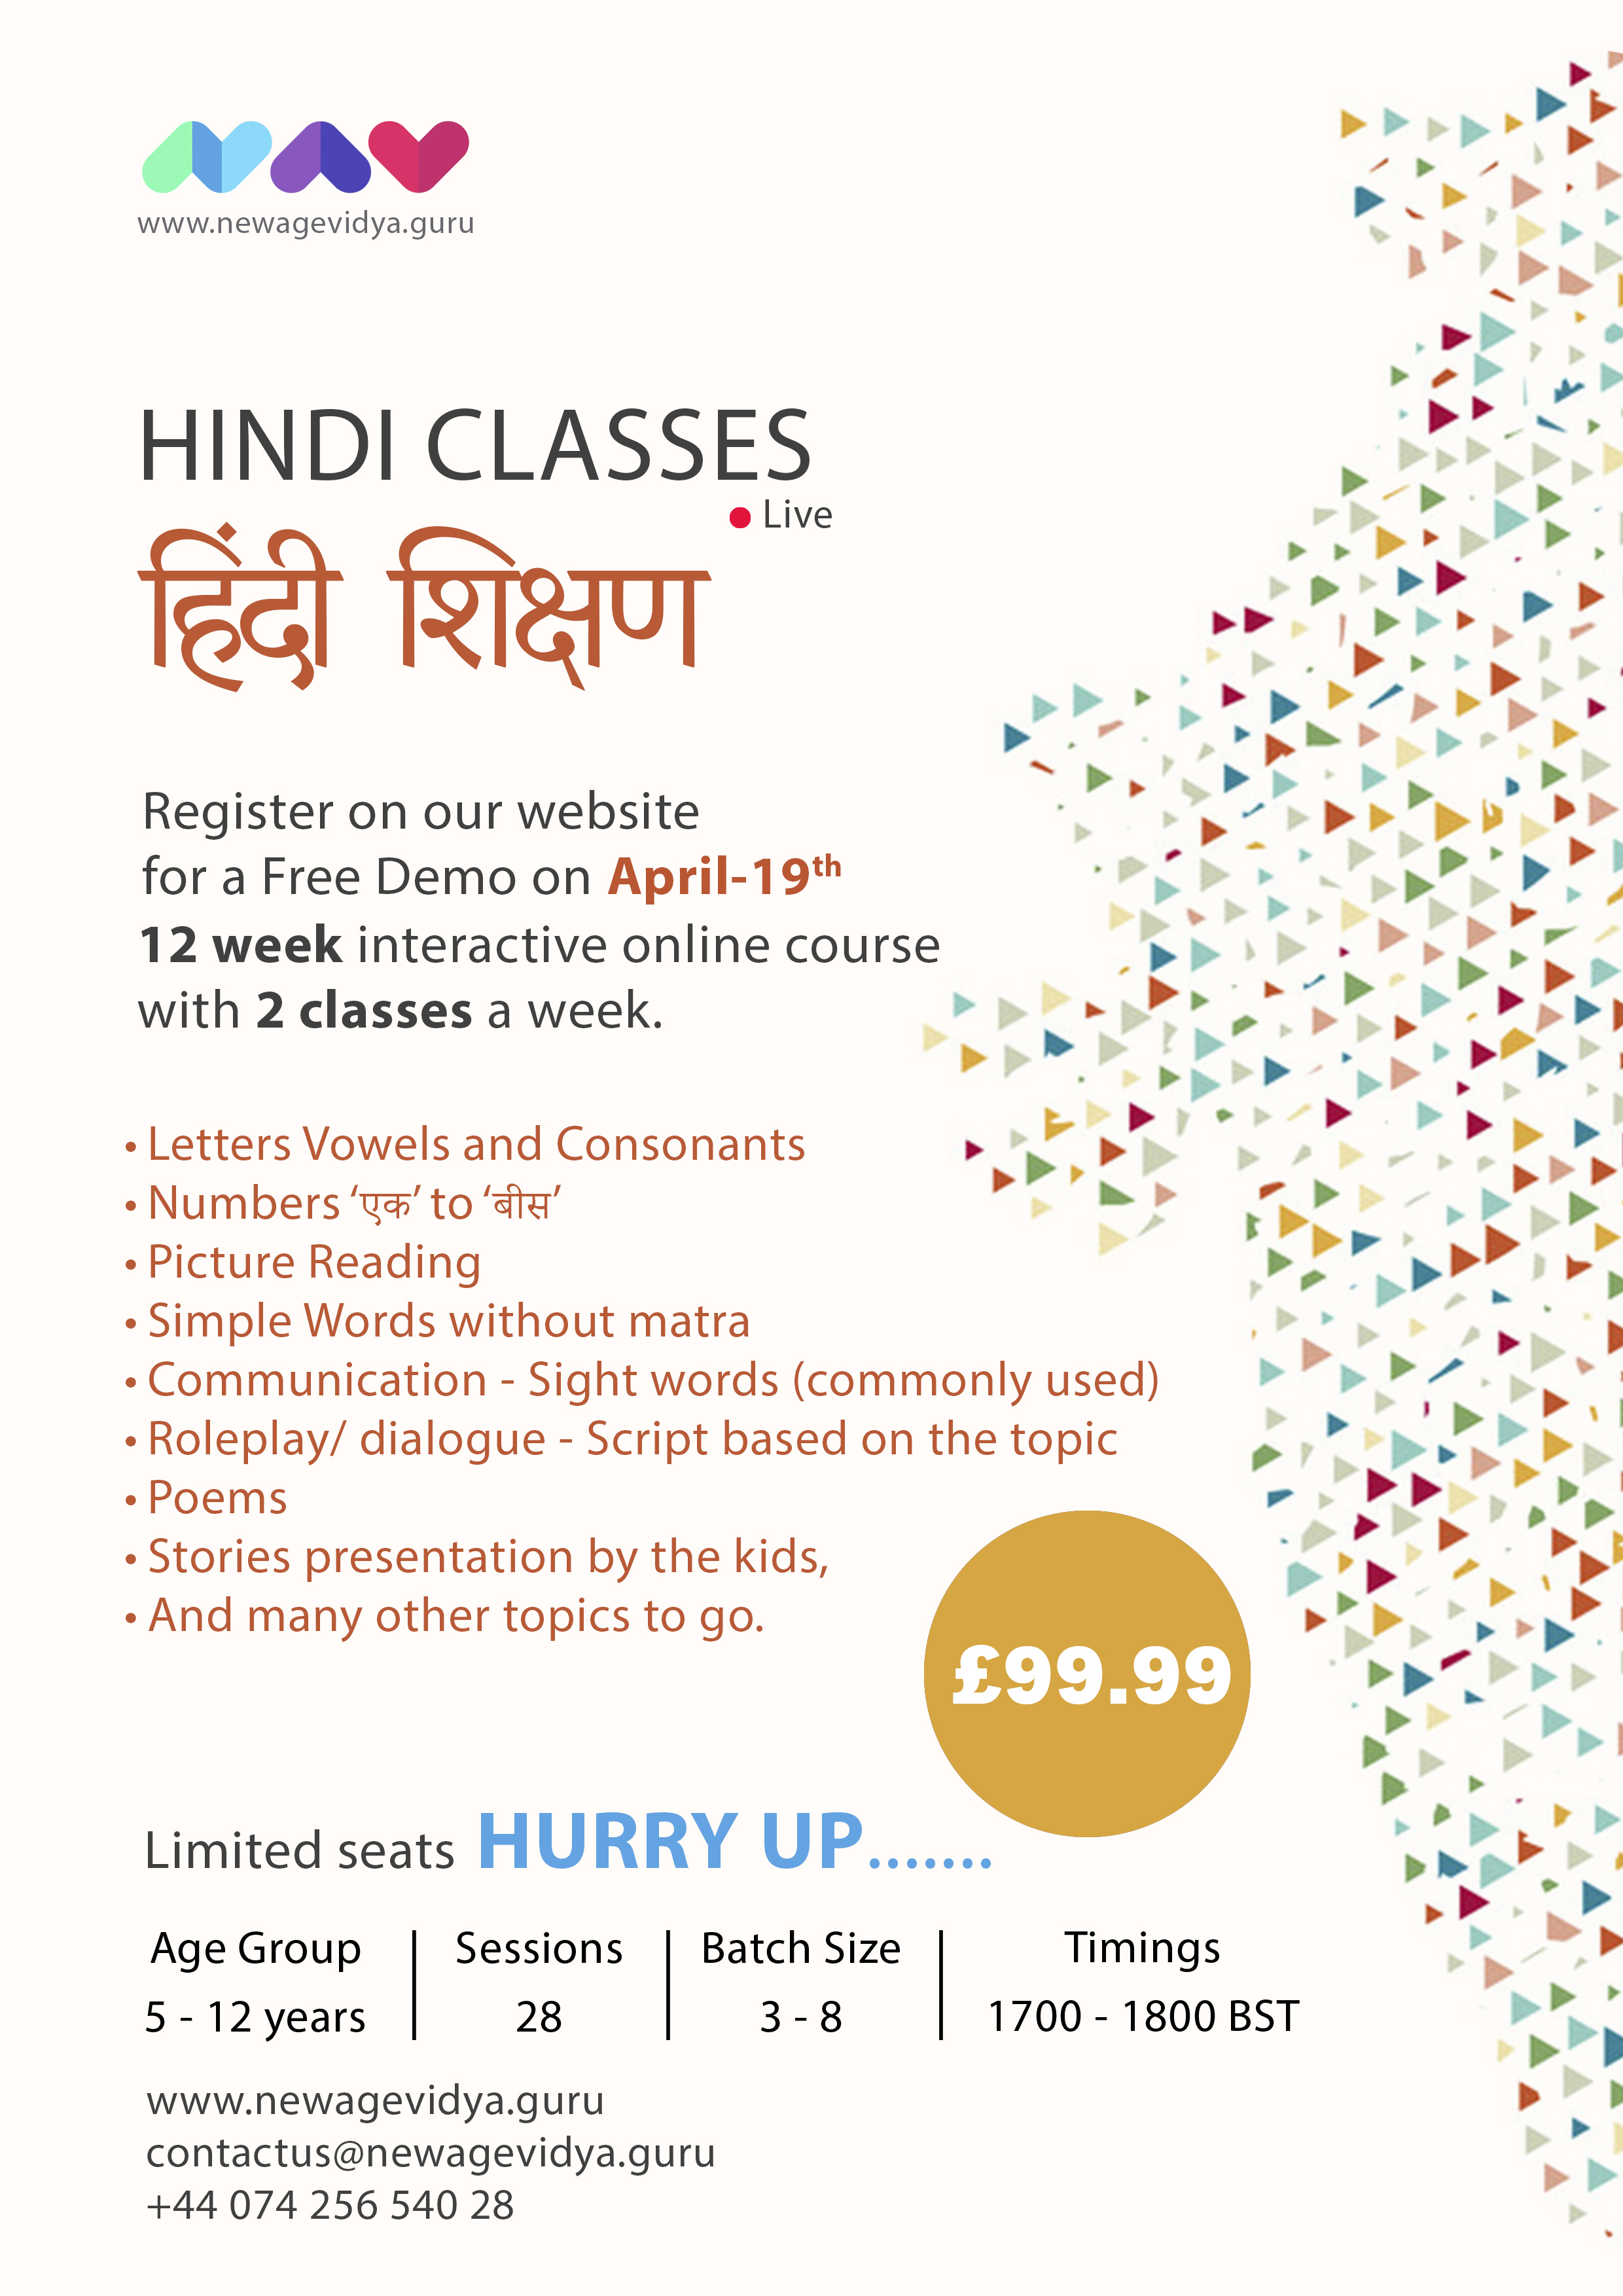 www.newagevidya.guru
HINDI CLASSES
Live
हिंदी शिक्षण
Register on our website
for a Free Demo on April-19th
12 week interactive online course
with 2 classes a week.
• Letters Vowels and Consonants
• Numbers ‘एक’ to ‘बीस’
• Picture Reading
• Simple Words without matra
• Communication - Sight words (commonly used)
• Roleplay/ dialogue - Script based on the topic
• Poems
• Stories presentation by the kids,
• And many other topics to go.
£99.99
Limited seats HURRY UP.......
Age Group Sessions Batch Size Timings
5 - 12 years 28 3 - 8 1700 - 1800 BST
www.newagevidya.guru
contactus@newagevidya.guru
+44 074 256 540 28